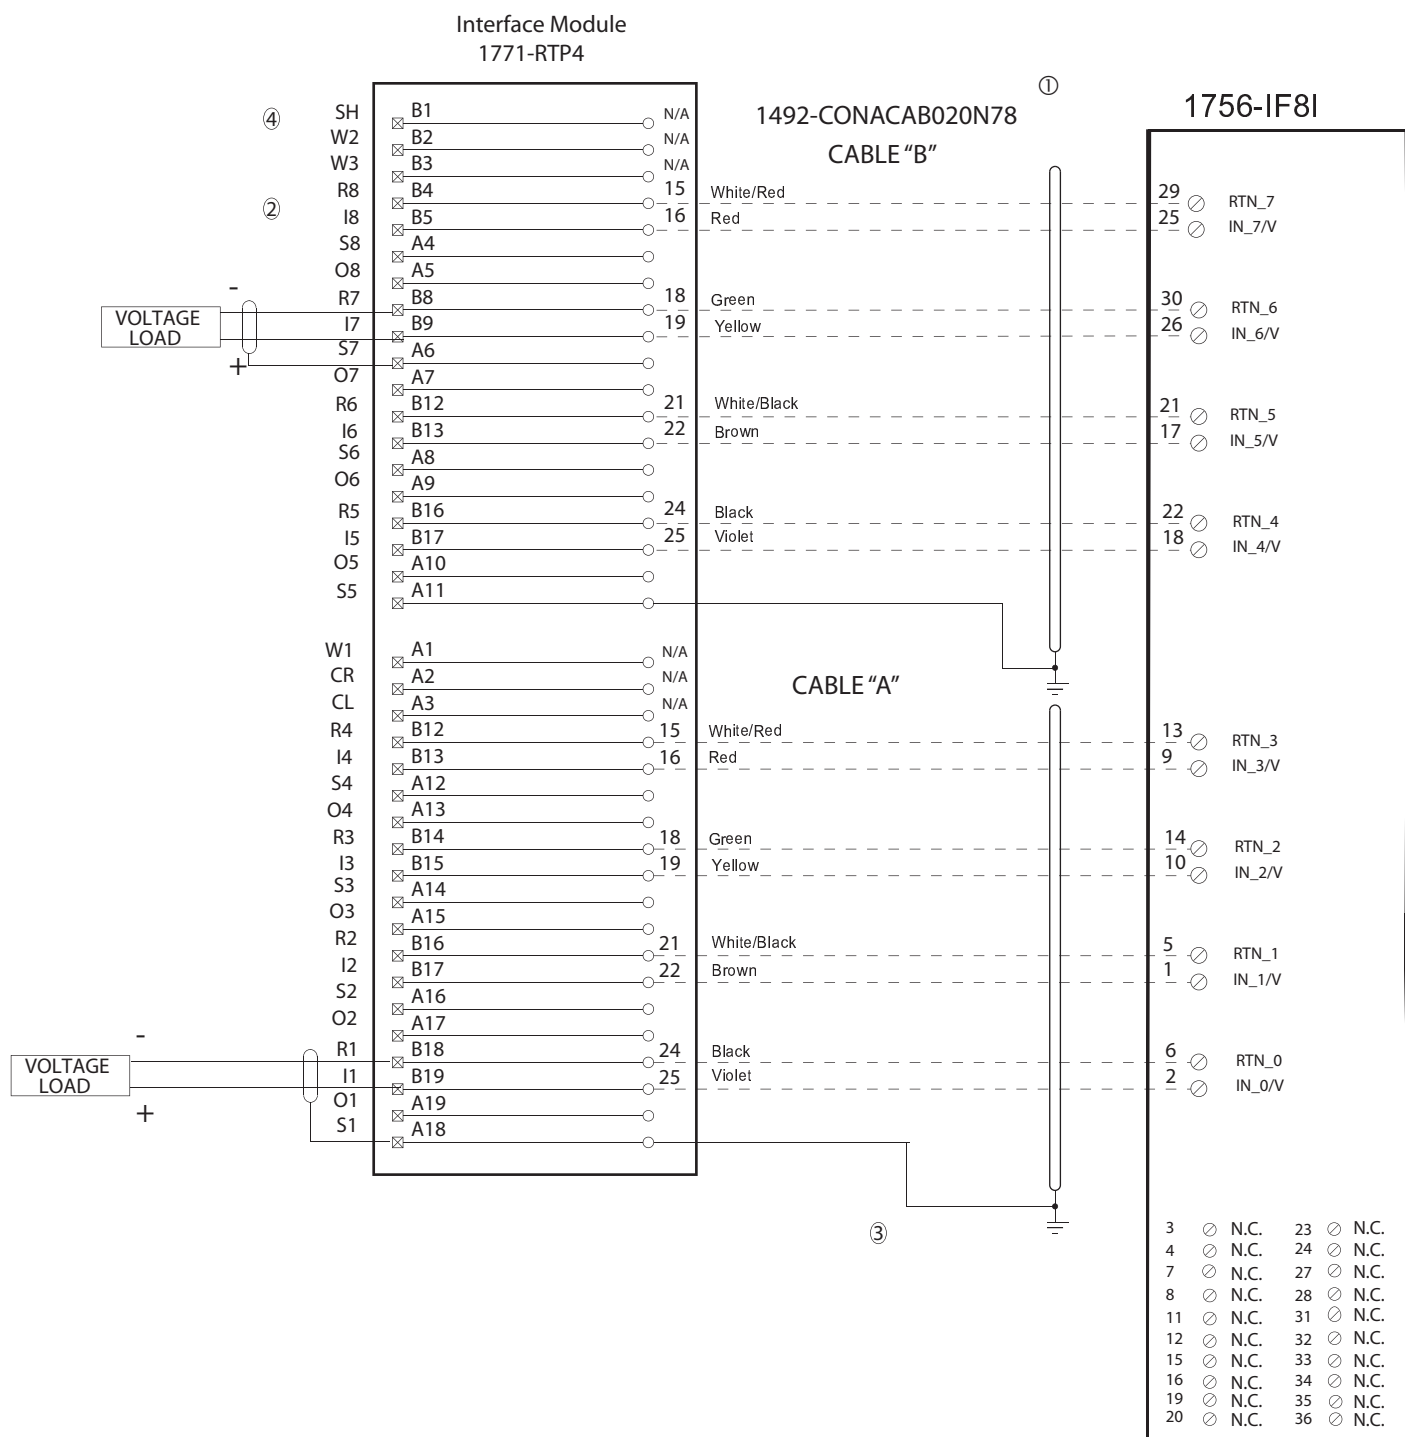 Interface Module
1771-RTP4
①
1756-IF8I
1492-CONACAB020N78
CABLE “B”
④
SH B1 N/A
W2 B2 N/A
W3 B3 N/A
R8 B4 15 White/Red 29 RTN_7
②
I8 B5 16 Red 25 IN_7/V
S8 A4
O8 A5
-
R7 B8 18 Green 30 RTN_6
VOLTAGE
LOAD
I7 B9 19 Yellow 26 IN_6/V
S7 A6
+
O7 A7
R6 B12 21 White/Black 21 RTN_5
I6 B13 22 Brown 17 IN_5/V
S6 A8
O6 A9
R5 B16 24 Black 22 RTN_4
I5 B17 25 Violet 18 IN_4/V
O5 A10
S5 A11
W1 A1 N/A
CR A2 N/A
CABLE “A”
CL A3 N/A
R4 B12 15 White/Red 13 RTN_3
I4 B13 16 Red 9 IN_3/V
S4 A12
O4 A13
R3 B14 18 Green 14 RTN_2
I3 B15 19 Yellow 10 IN_2/V
S3 A14
O3 A15
R2 B16 21 White/Black 5 RTN_1
I2 B17 22 Brown 1 IN_1/V
S2 A16
O2 A17
-
R1 B18 24 Black 6 RTN_0
VOLTAGE
LOAD
I1 B19 25 Violet 2 IN_0/V
+
O1 A19
S1 A18
③
3 N.C. 23 N.C.
4 N.C. 24 N.C.
7 N.C. 27 N.C.
8 N.C. 28 N.C.
11 N.C. 31 N.C.
12 N.C. 32 N.C.
15 N.C. 33 N.C.
16 N.C. 34 N.C.
19 N.C. 35 N.C.
20 N.C. 36 N.C.